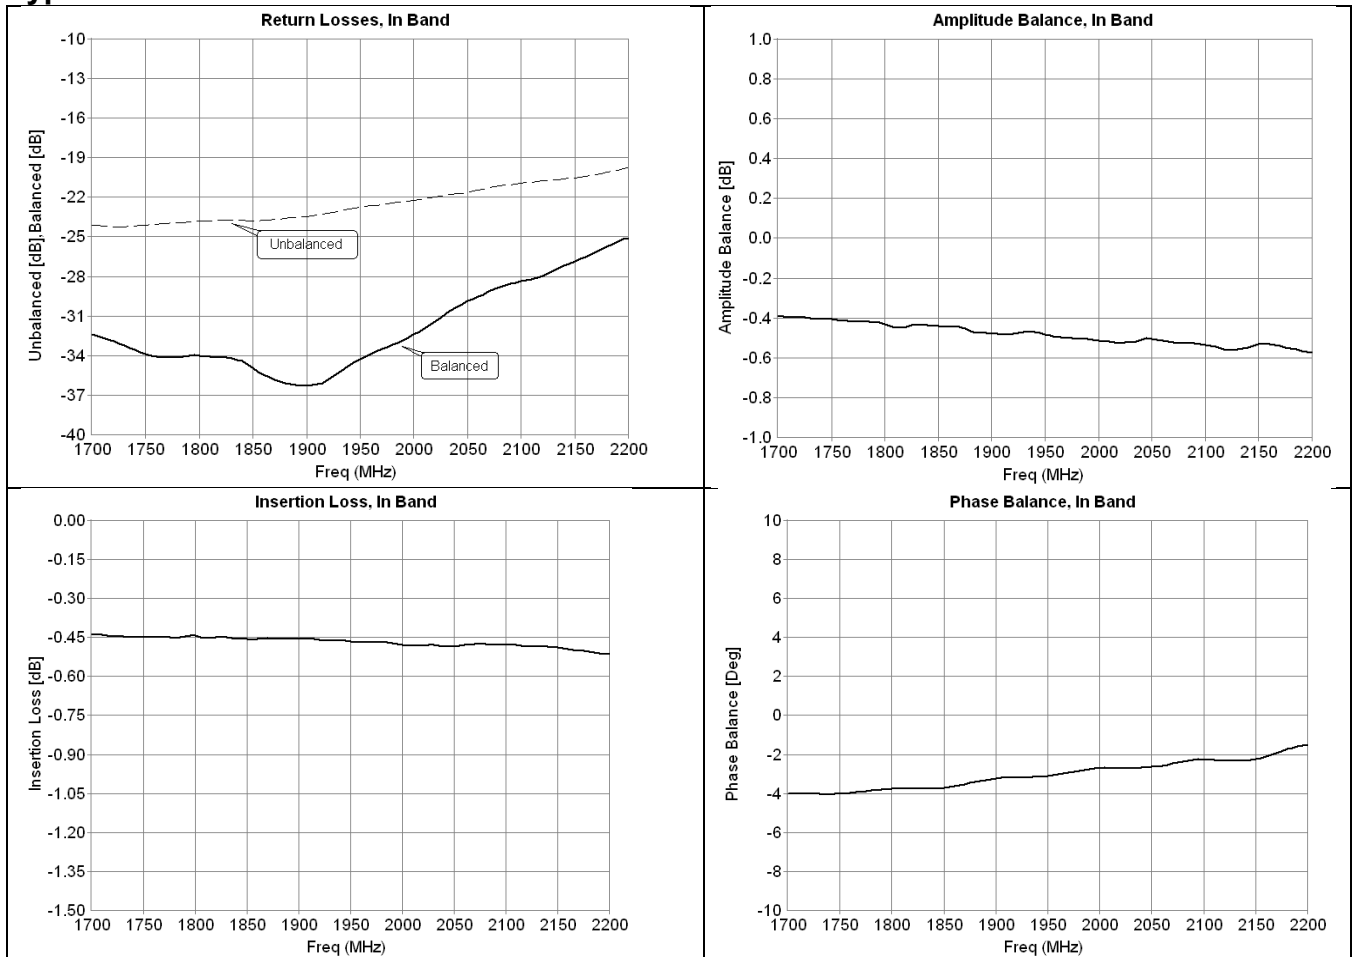 Return Losses, In Band
-10
-13
-16
-19
-22
-25
-28
-31
-34
-37
-40
Unbalanced [dB],Balanced [dB]
Unbalanced
Balanced
1700 1750 1800 1850 1900 1950 2000 2050 2100 2150 2200
Freq (MHz)
Amplitude Balance, In Band
1.0
0.8
0.6
0.4
0.2
0.0
-0.2
-0.4
-0.6
-0.8
-1.0
Amplitude Balance [dB]
1700 1750 1800 1850 1900 1950 2000 2050 2100 2150 2200
Freq (MHz)
Insertion Loss, In Band
0.00
-0.15
-0.30
-0.45
-0.60
-0.75
-0.90
-1.05
-1.20
-1.35
-1.50
Insertion Loss [dB]
1700 1750 1800 1850 1900 1950 2000 2050 2100 2150 2200
Freq (MHz)
Phase Balance, In Band
10
8
6
4
2
0
-2
-4
-6
-8
-10
Phase Balance [Deg]
1700 1750 1800 1850 1900 1950 2000 2050 2100 2150 2200
Freq (MHz)